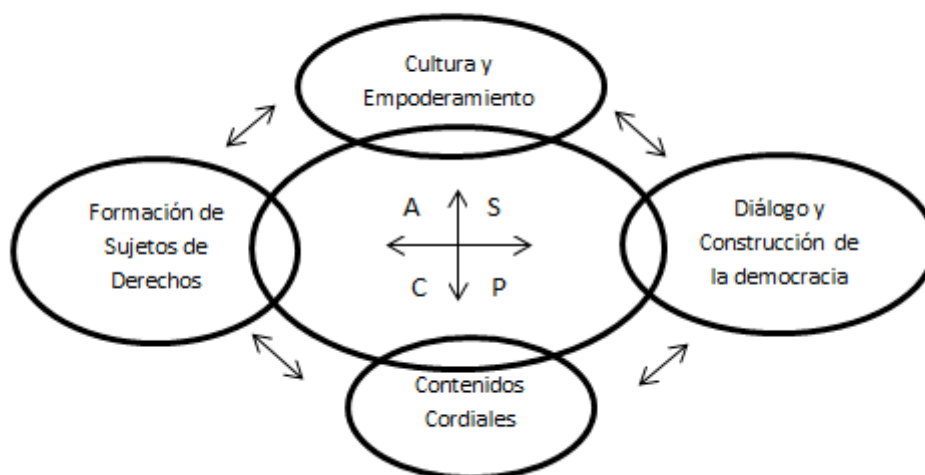 Cultura y
Empoderamiento
Formación de
Sujetos de
Derechos
A S
C P
Diálogo y
Construcción de
la democracia
Contenidos
Cordiales